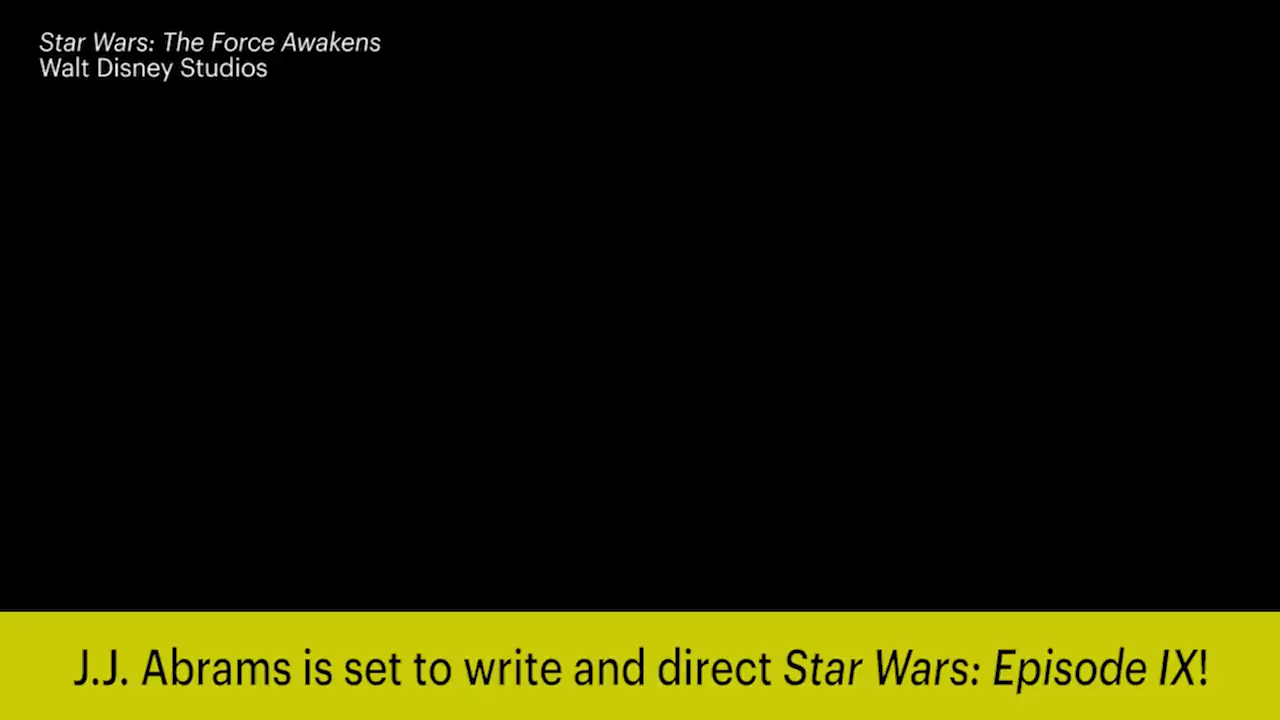 Star Wars: The Force Awakens
Walt Disney Studios
J.J. Abrams is set to write and direct Star Wars: Episode IX!